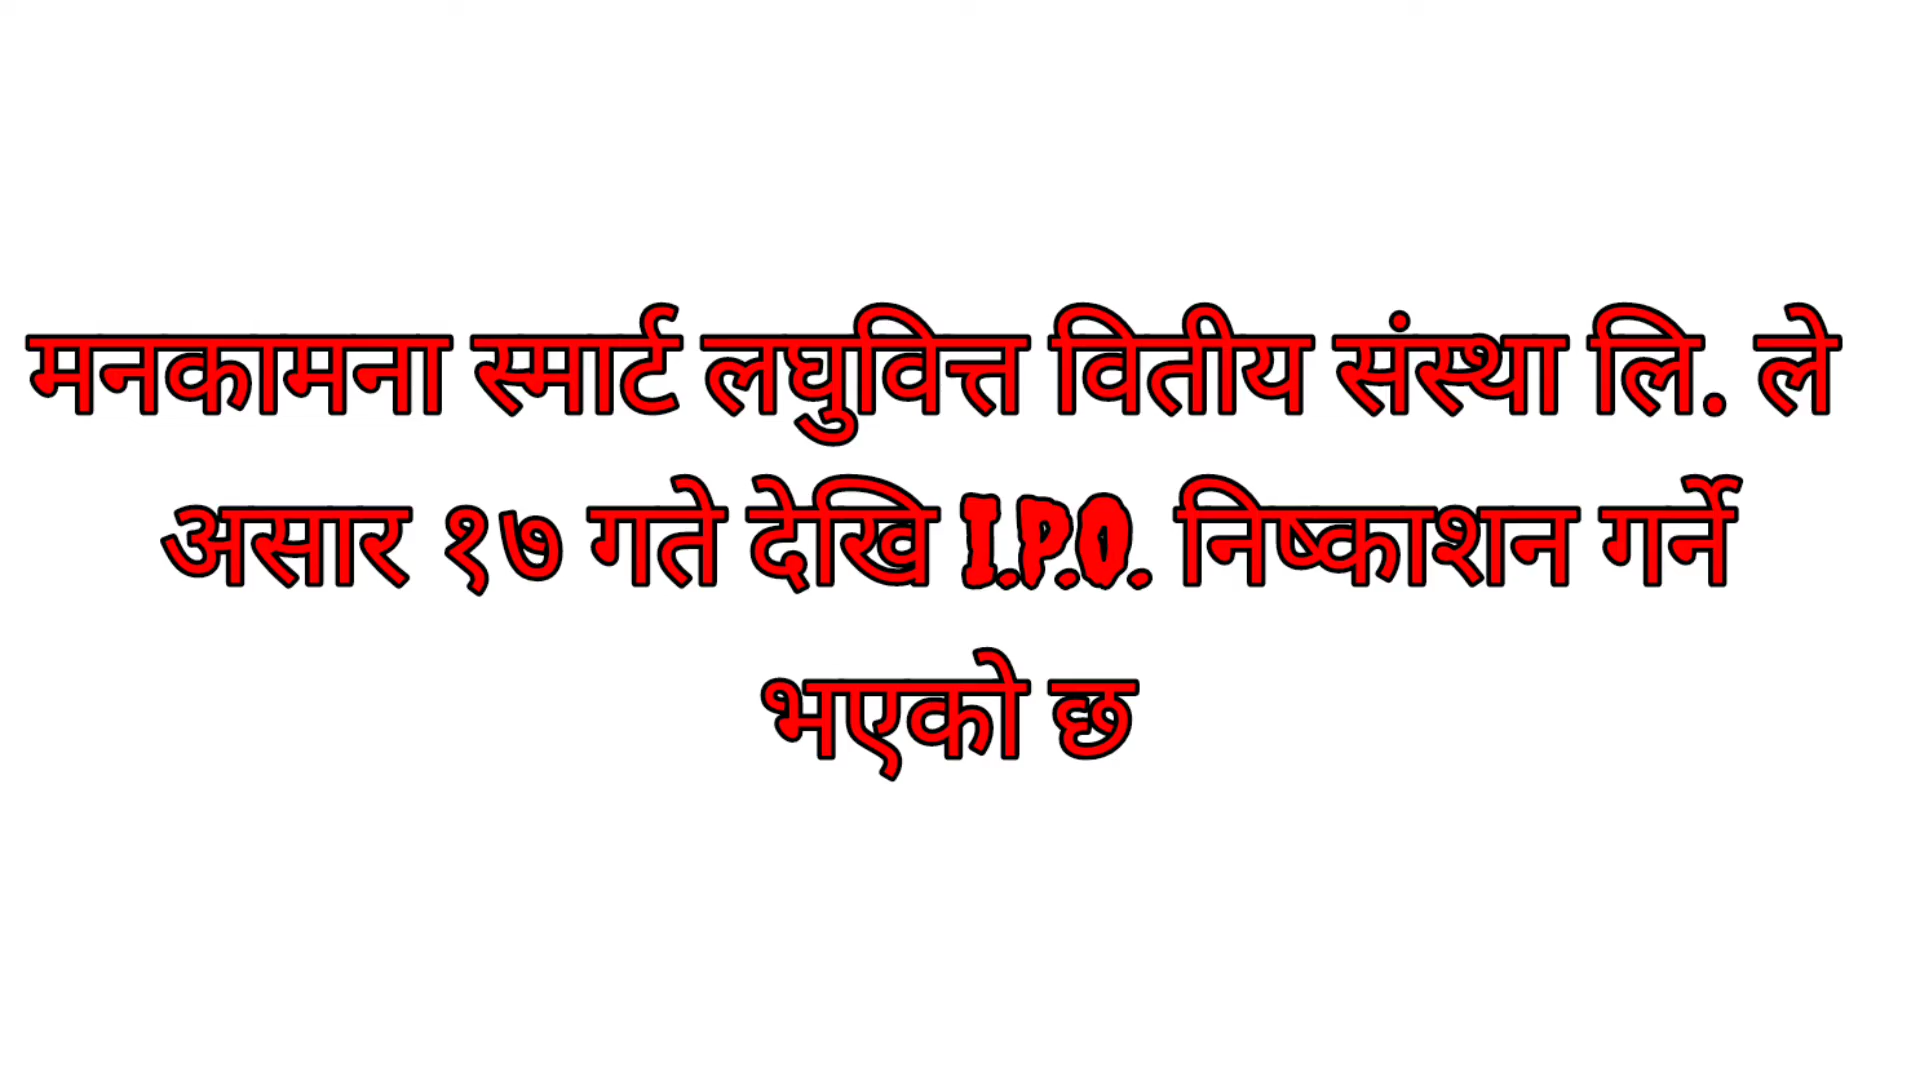 मनकामना स्मार्ट लघुवित्त वितीय संस्था लि. ले
असार १७ गते देखि I.P.O. निष्काशन गर्ने
भएको छ